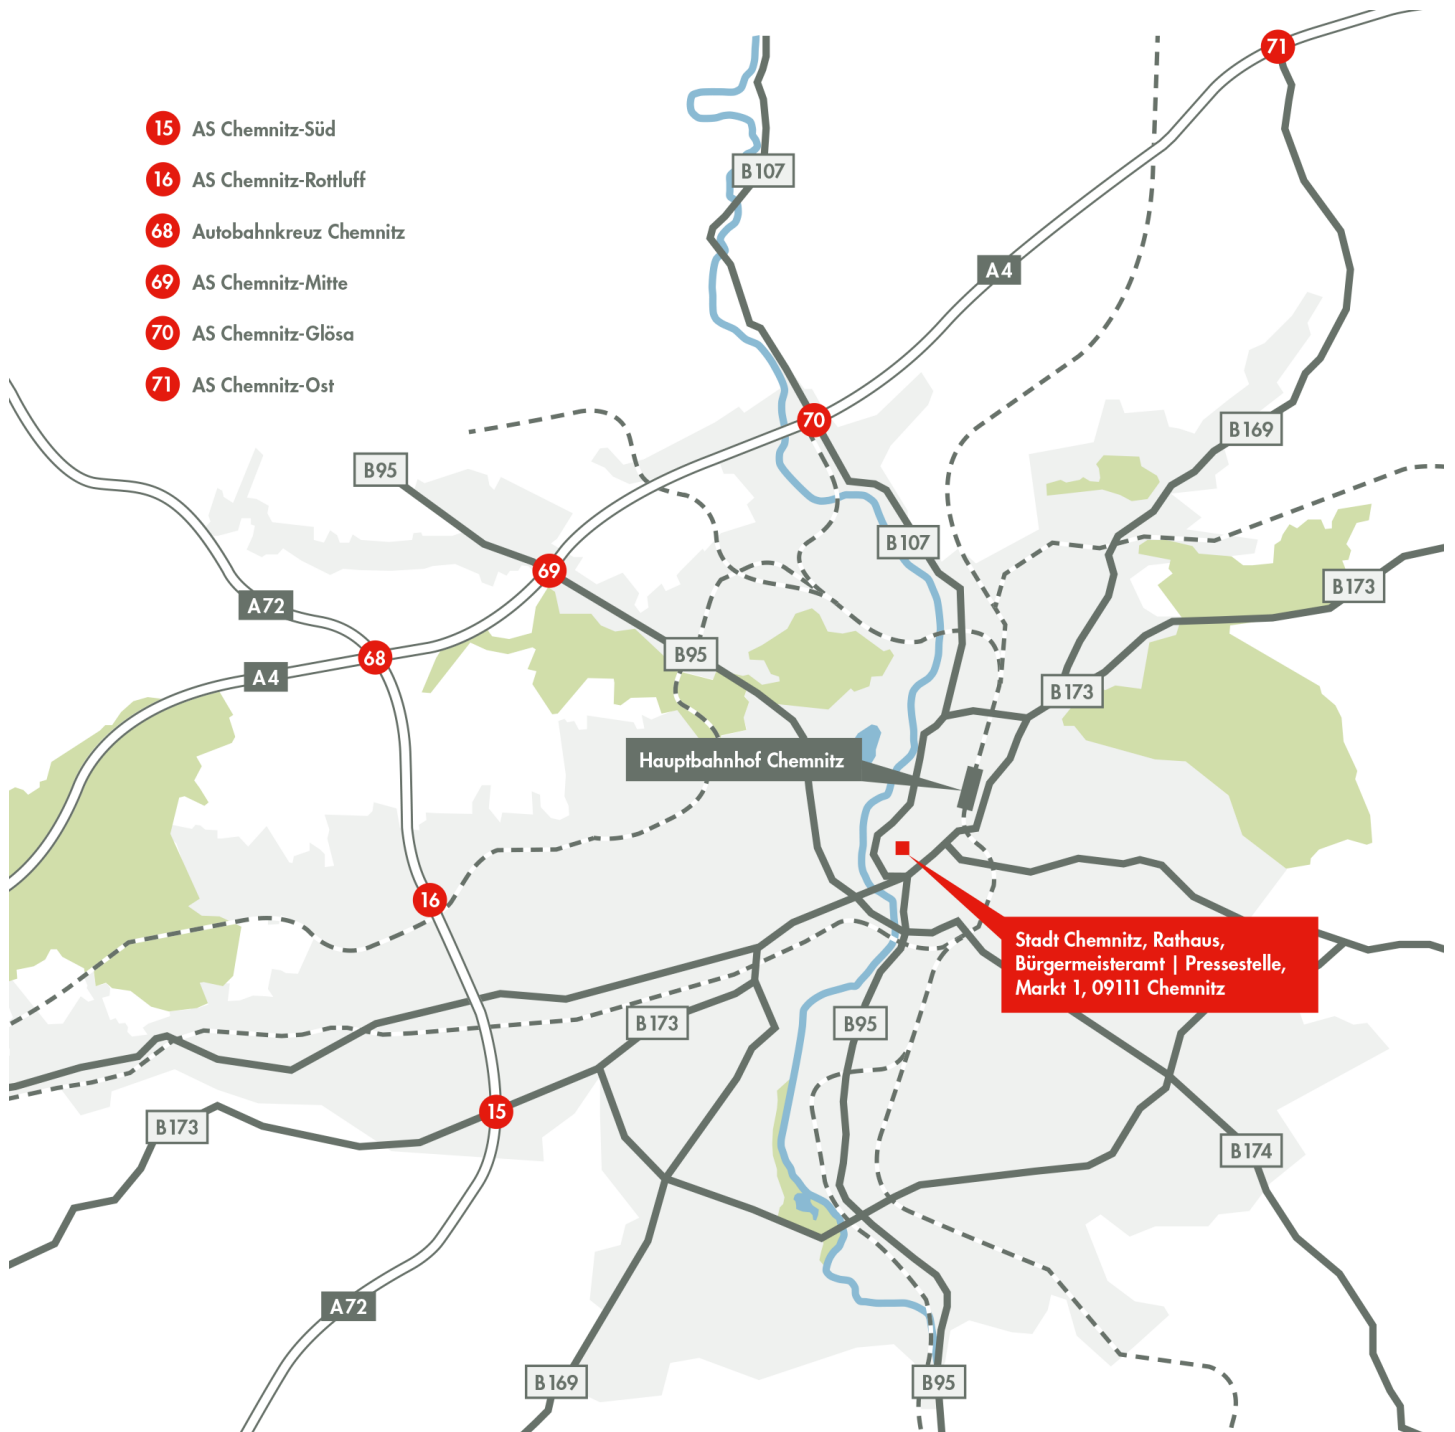 71
15 AS Chemnitz-Süd
16 AS Chemnitz-Rottluff
68 Autobahnkreuz Chemnitz
69 AS Chemnitz-Mitte
70 AS Chemnitz-Glösa
71 AS Chemnitz-Ost
B107
A4
70
B169
B95
B107
69
B173
A72
B95
68
A4
B173
Hauptbahnhof Chemnitz
16
Stadt Chemnitz, Rathaus,
Bürgermeisteramt | Pressestelle,
Markt 1, 09111 Chemnitz
B173
B95
15
B173
B174
A72
B169
B95